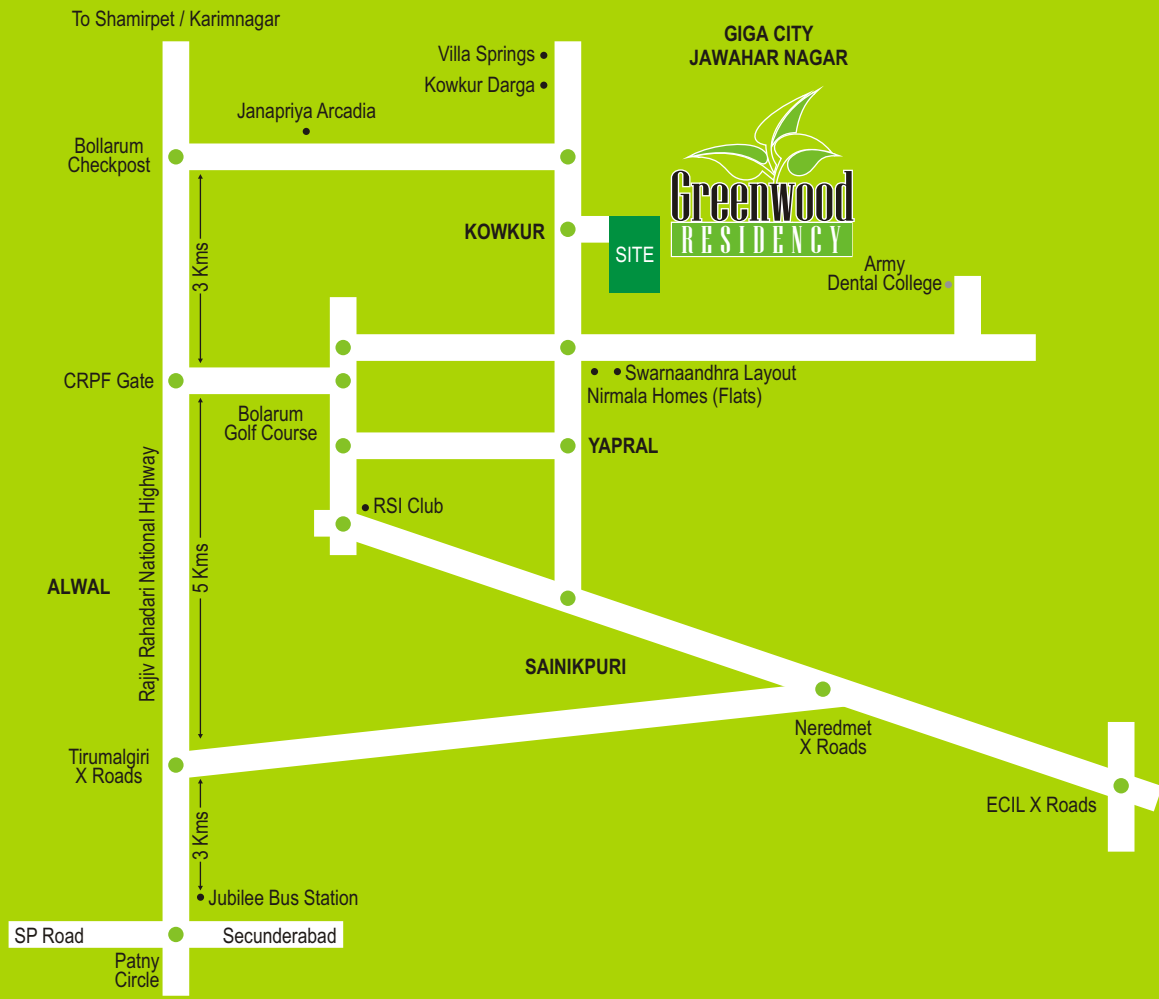 To Shamirpet / Karimnagar
GIGA CITY
JAWAHAR NAGAR
Villa Springs
Kowkur Darga
Janapriya Arcadia
Bollarum
Checkpost
Greenwood
RESIDENCY
KOWKUR
SITE
3 Kms
Army
Dental College
CRPF Gate
Swarnaandhra Layout
Nirmala Homes (Flats)
Bolarum
Golf Course
YAPRAL
RSI Club
Rajiv Rahadari National Highway
5 Kms
ALWAL
SAINIKPURI
Neredmet
X Roads
Tirumalgiri
X Roads
ECIL X Roads
3 Kms
Jubilee Bus Station
SP Road
Secunderabad
Patny
Circle